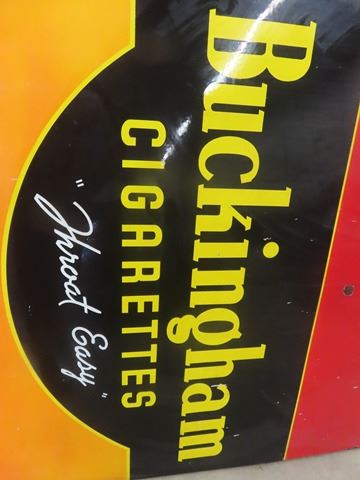 Buckingham
CIGARETTES
"Throat Easy"